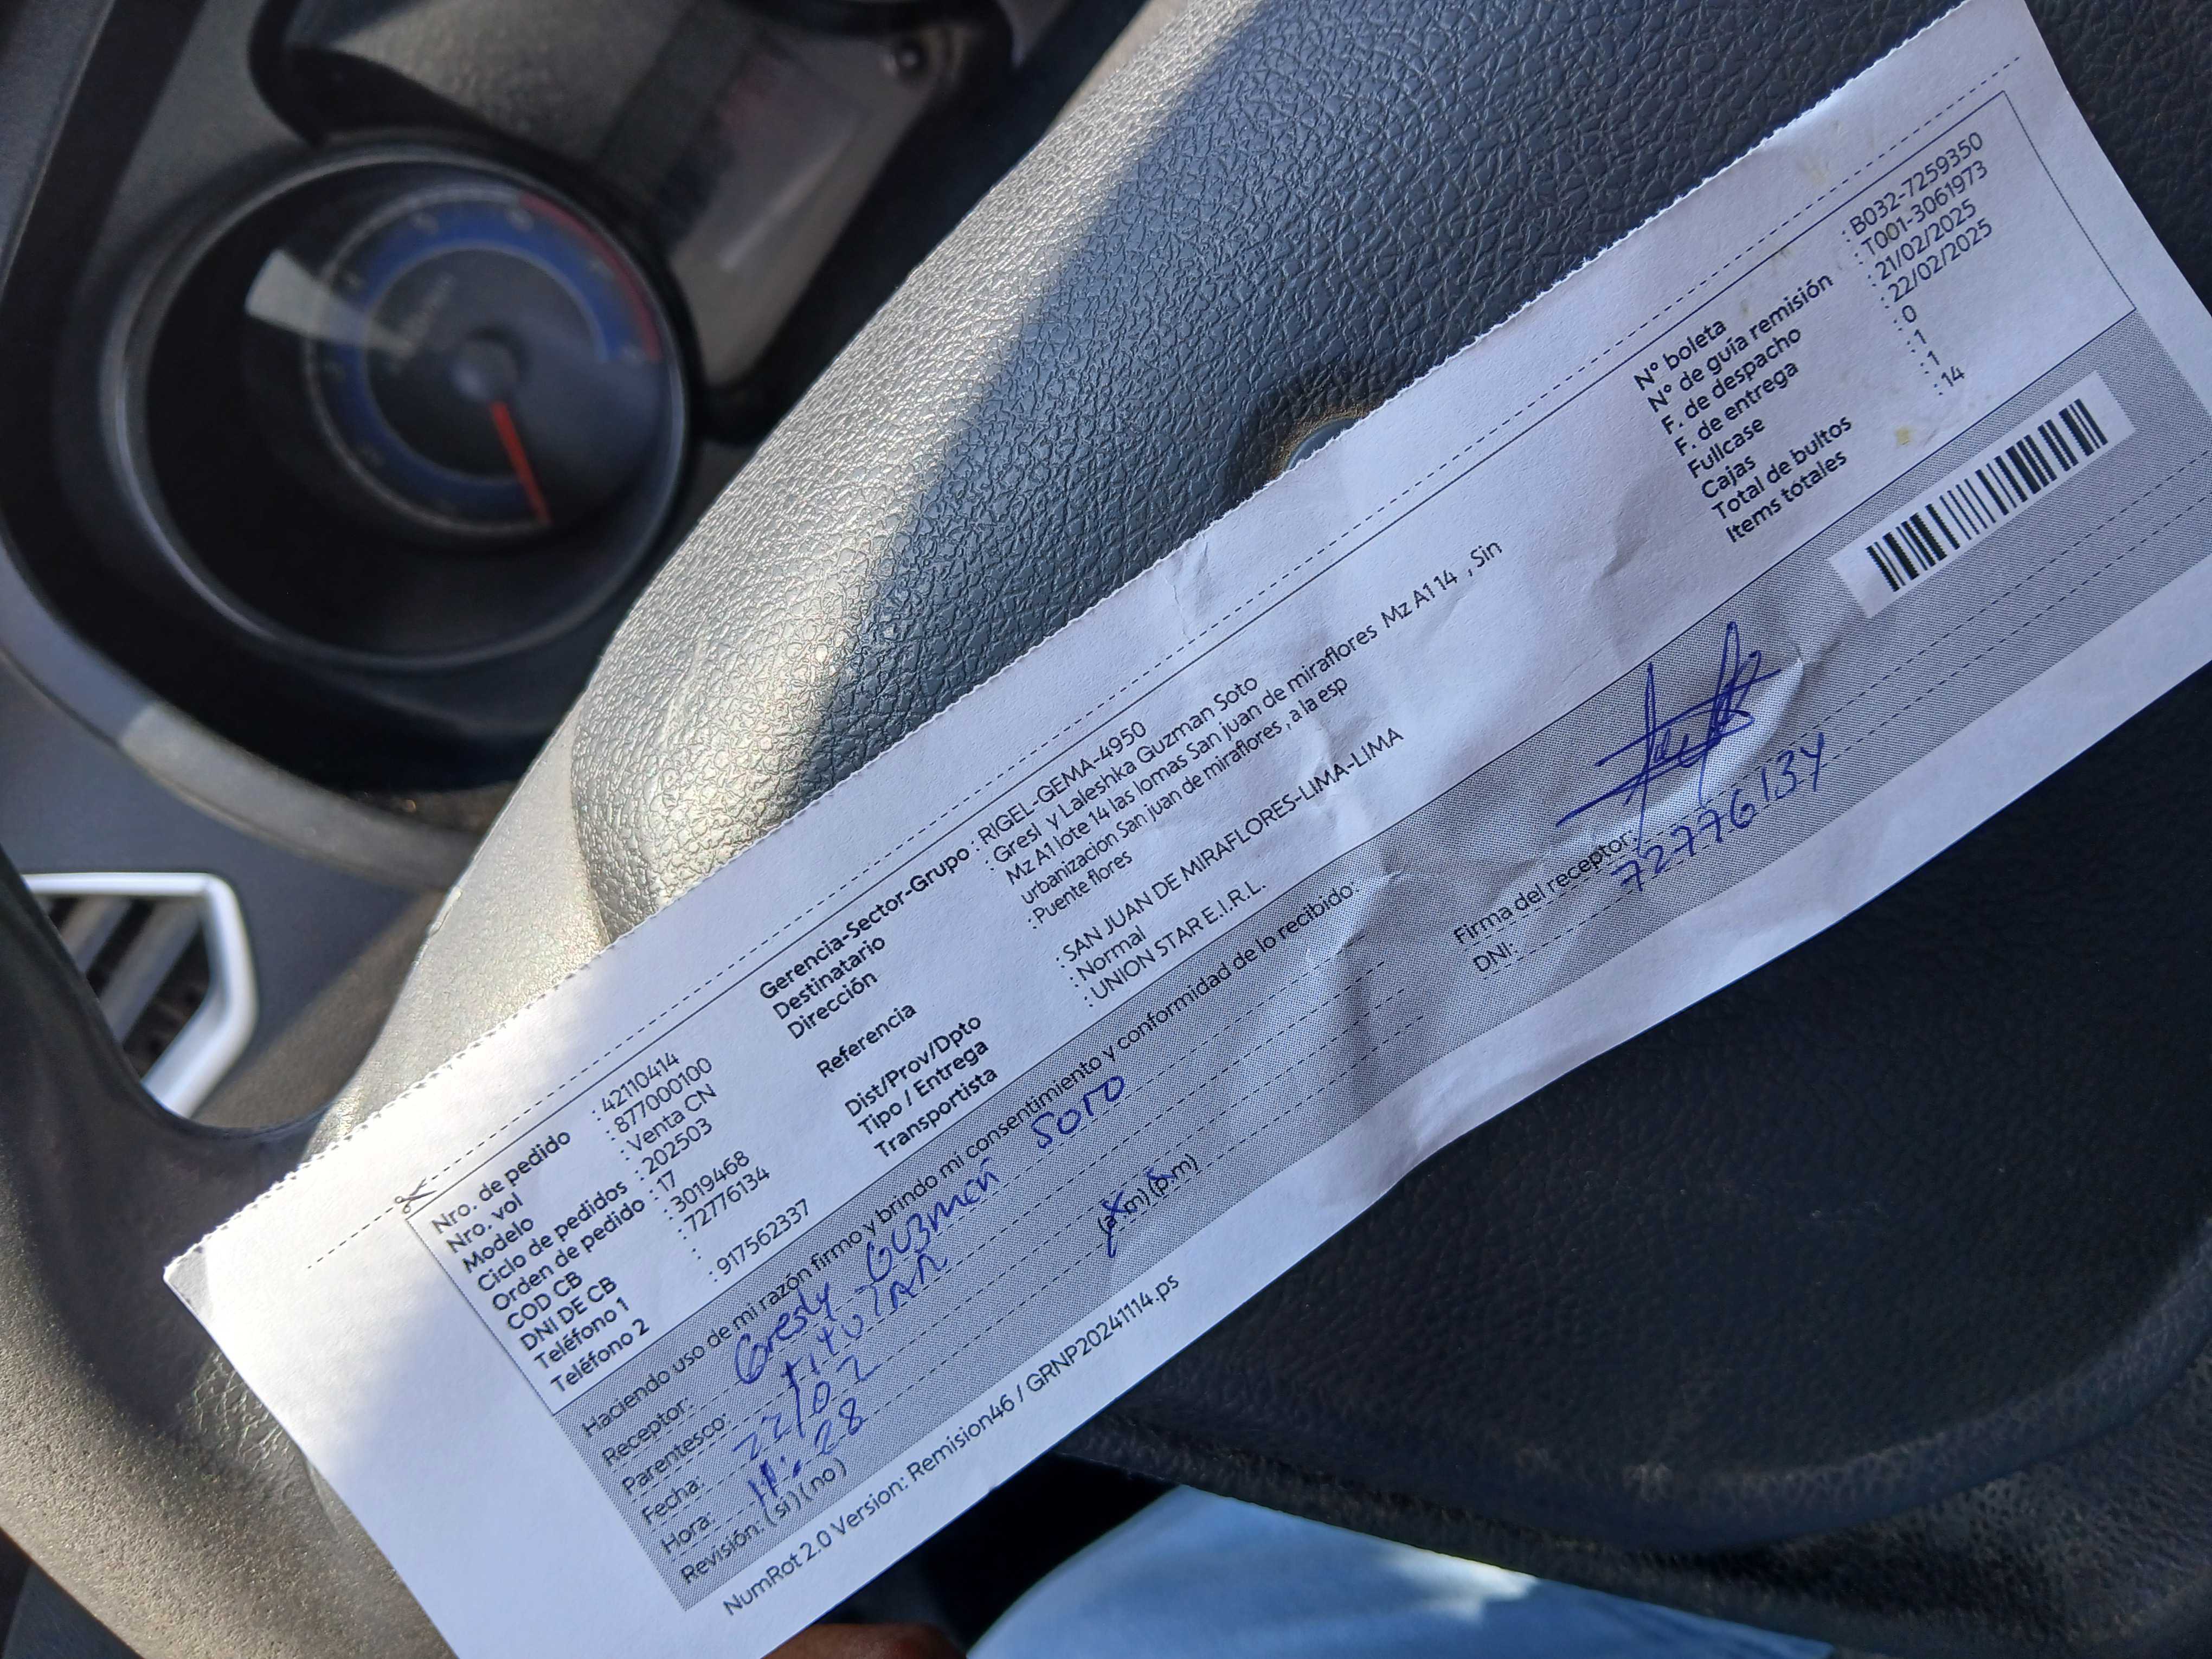 Nro. de pedido : 42110414
Nro. vol : 877000100
Modelo : Venta CN
Ciclo de pedidos : 202503
Orden de pedido : 17
COD CB : 3019468
DNI DE CB : 72776134
Teléfono 1 :
Teléfono 2 : 917562337
Gerencia-Sector-Grupo : RIGEL-GEMA-4950
Destinatario : Gresl y Laleshka Guzman Soto
Dirección : Mz A1 lote 14 las lomas San juan de miraflores Mz A1 14 , Sin
urbanizacion San juan de miraflores , a la esp
Referencia : Puente flores
Dist/Prov/Dpto : SAN JUAN DE MIRAFLORES-LIMA-LIMA
Tipo / Entrega : Normal
Transportista : UNION STAR E.I.R.L.
N° boleta : B032-7259350
N° de guía remisión : T001-3061973
F. de despacho : 21/02/2025
F. de entrega : 22/02/2025
Fullcase : 0
Cajas : 1
Total de bultos : 1
Items totales : 14
Haciendo uso de mi razón firmo y brindo mi consentimiento y conformidad de lo recibido:
Receptor: Gresly Guzman Soto
Parentesco: titular
Fecha: 22/02
Hora: 11:28 (a.m) (p.m)
Revisión: ( si ) ( no )
Firma del receptor:
DNI: 72776134
NumRot 2.0 Version: Remision46 / GRNP20241114.ps